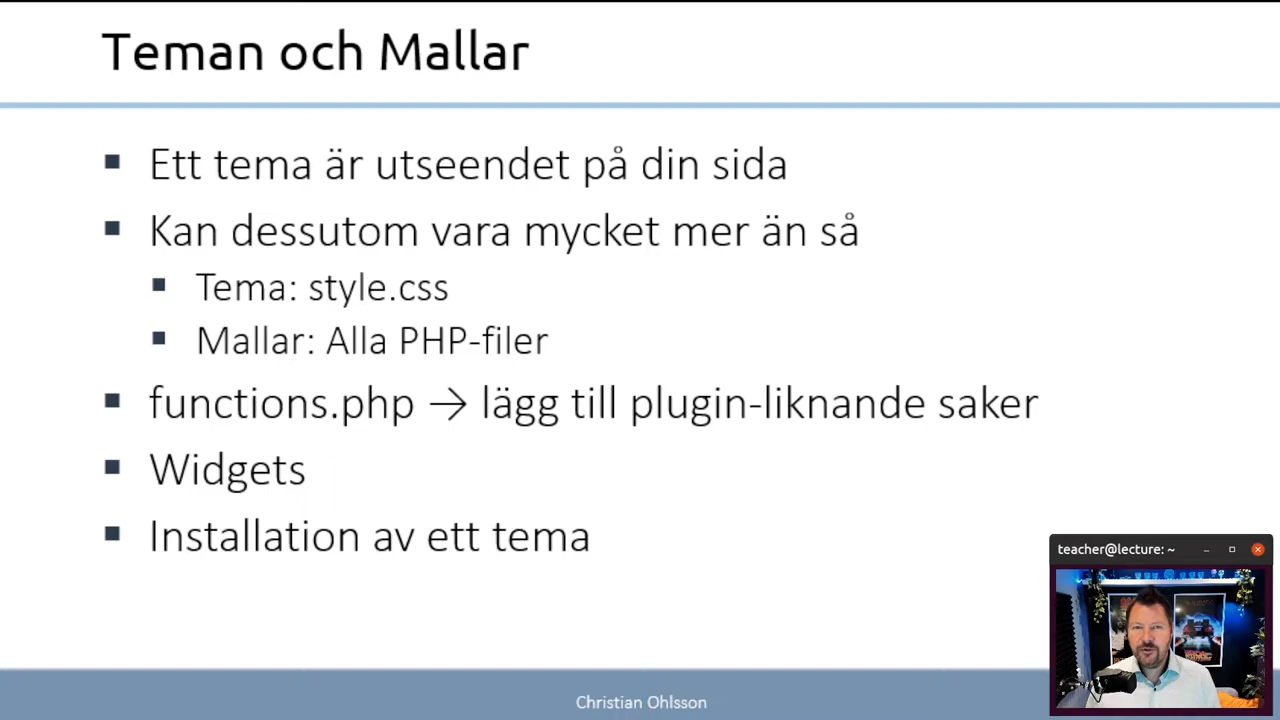 Teman och Mallar
Ett tema är utseendet på din sida
Kan dessutom vara mycket mer än så
Tema: style.css
Mallar: Alla PHP-filer
functions.php → lägg till plugin-liknande saker
Widgets
Installation av ett tema
teacher@lecture: ~
Christian Ohlsson